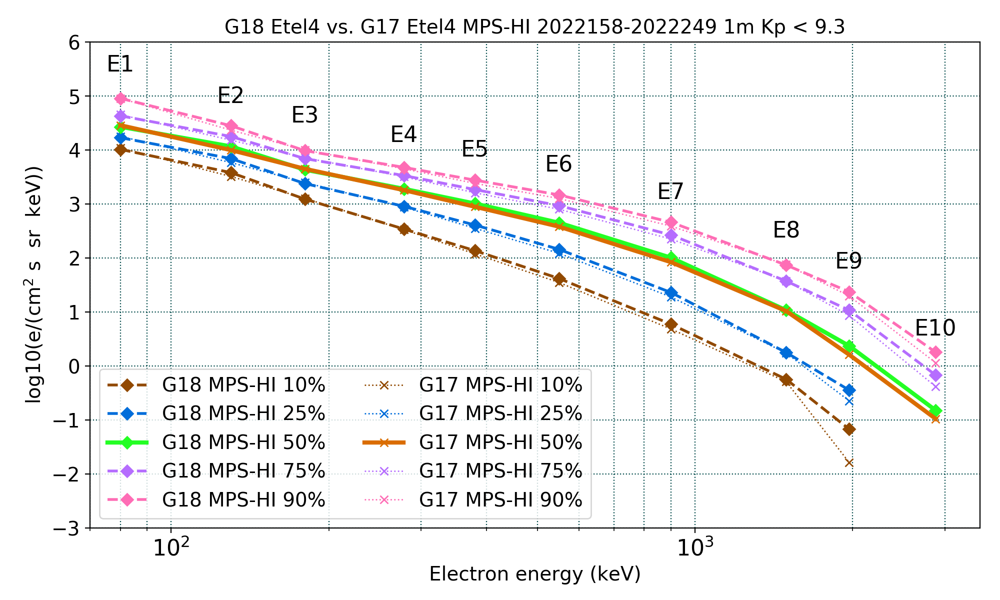 G18 Etel4 vs. G17 Etel4 MPS-HI 2022158-2022249 1m Kp < 9.3
6
5
4
3
2
1
0
−1
−2
−3
log10(e/(cm² s sr keV))
E1
E2
E3
E4
E5
E6
E7
E8
E9
E10
G18 MPS-HI 10%
G18 MPS-HI 25%
G18 MPS-HI 50%
G18 MPS-HI 75%
G18 MPS-HI 90%
G17 MPS-HI 10%
G17 MPS-HI 25%
G17 MPS-HI 50%
G17 MPS-HI 75%
G17 MPS-HI 90%
10²
10³
Electron energy (keV)